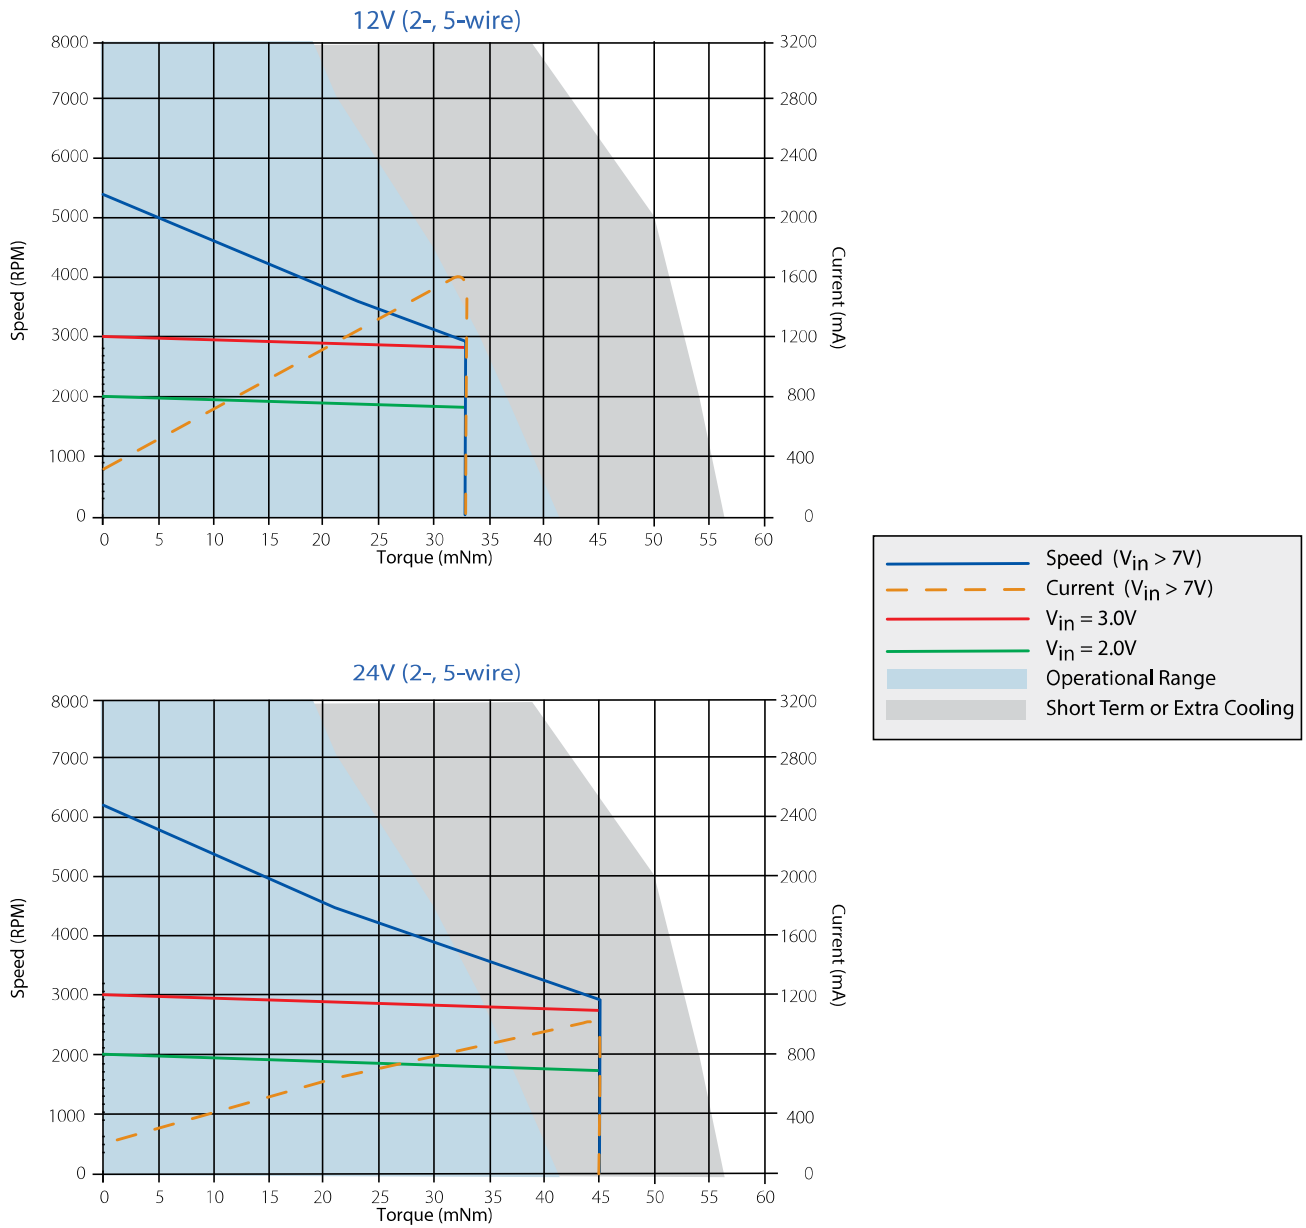 12V (2-, 5-wire)
8000
7000
6000
5000
4000
3000
2000
1000
0
3200
2800
2400
2000
1600
1200
800
400
0
Speed (RPM)
Current (mA)
0 5 10 15 20 25 30 35 40 45 50 55 60
Torque (mNm)
Speed (Vin > 7V)
Current (Vin > 7V)
Vin = 3.0V
Vin = 2.0V
Operational Range
Short Term or Extra Cooling
24V (2-, 5-wire)
8000
7000
6000
5000
4000
3000
2000
1000
0
3200
2800
2400
2000
1600
1200
800
400
0
Speed (RPM)
Current (mA)
0 5 10 15 20 25 30 35 40 45 50 55 60
Torque (mNm)